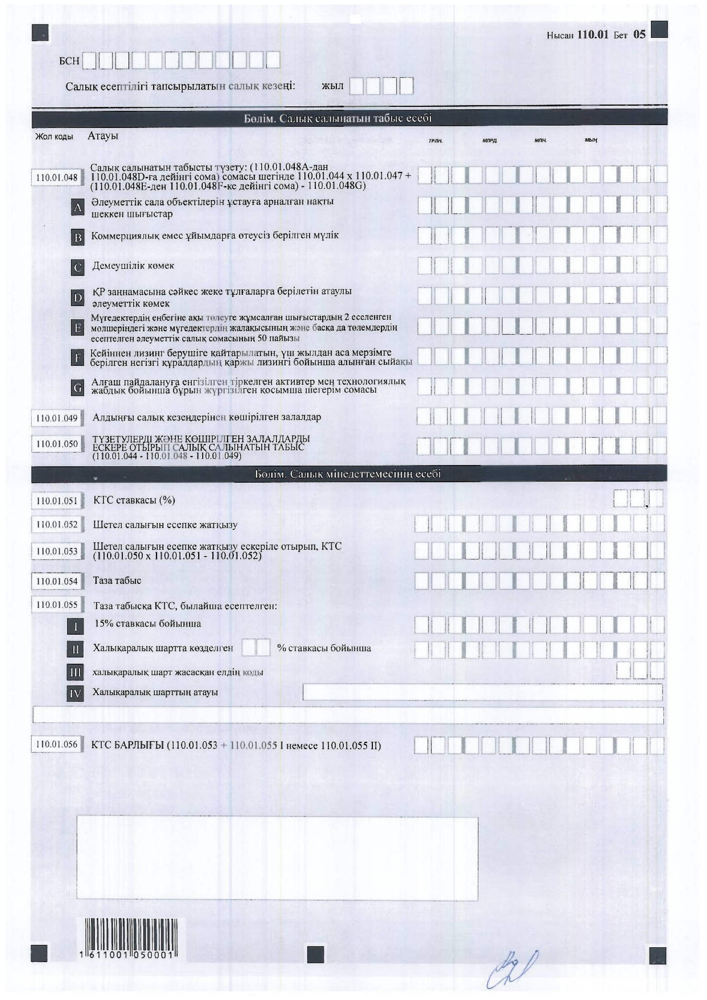 Нысан 110.01 Бет 05
БСН
Салық есептілігі тапсырылатын салық кезеңі: жыл
Бөлім. Салық салынатын табыс есебі
Жол коды Атауы ТРЛН. МЛРД. МЛН. МЫҢ
Салық салынатын табысты түзету: (110.01.048A-дан
110.01.048 110.01.048D-ға дейінгі сома) сомасы шегінде 110.01.044 x 110.01.047 +
(110.01.048E-ден 110.01.048F-ке дейінгі сома) - 110.01.048G)
A Әлеуметтік сала объектілерін ұстауға арналған нақты
шеккен шығыстар
B Коммерциялық емес ұйымдарға өтеусіз берілген мүлік
C Демеушілік көмек
D ҚР заңнамасына сәйкес жеке тұлғаларға берілетін атаулы
әлеуметтік көмек
Мүгедектердің еңбегіне ақы төлеуге жұмсалған шығыстардың 2 еселенген
E мөлшеріндегі және мүгедектердің жалақысының және басқа да төлемдердің
есептелген әлеуметтік салық сомасының 50 пайызы
F Кейіннен лизинг берушіге қайтарылатын, үш жылдан аса мерзімге
берілген негізгі құралдардың қаржы лизингі бойынша алынған сыйақы
G Алғаш пайдалануға енгізілген тіркелген активтер мен технологиялық
жабдық бойынша бұрын жүргізілген қосымша шегерім сомасы
110.01.049 Алдыңғы салық кезеңдерінен көшірілген залалдар
110.01.050 ТҮЗЕТУЛЕРДІ ЖӘНЕ КӨШІРІЛГЕН ЗАЛАЛДАРДЫ
ЕСКЕРЕ ОТЫРЫП САЛЫҚ САЛЫНАТЫН ТАБЫС
(110.01.044 - 110.01.048 - 110.01.049)
Бөлім. Салық міндеттемесінің есебі
110.01.051 КТС ставкасы (%) ,
110.01.052 Шетел салығын есепке жатқызу
110.01.053 Шетел салығын есепке жатқызу ескеріле отырып, КТС
(110.01.050 x 110.01.051 - 110.01.052)
110.01.054 Таза табыс
110.01.055 Таза табысқа КТС, былайша есептелген:
I 15% ставкасы бойынша
II Халықаралық шартта көзделген % ставкасы бойынша
III халықаралық шарт жасасқан елдің коды
IV Халықаралық шарттың атауы
110.01.056 КТС БАРЛЫҒЫ (110.01.053 + 110.01.055 I немесе 110.01.055 II)
1 611001 050001